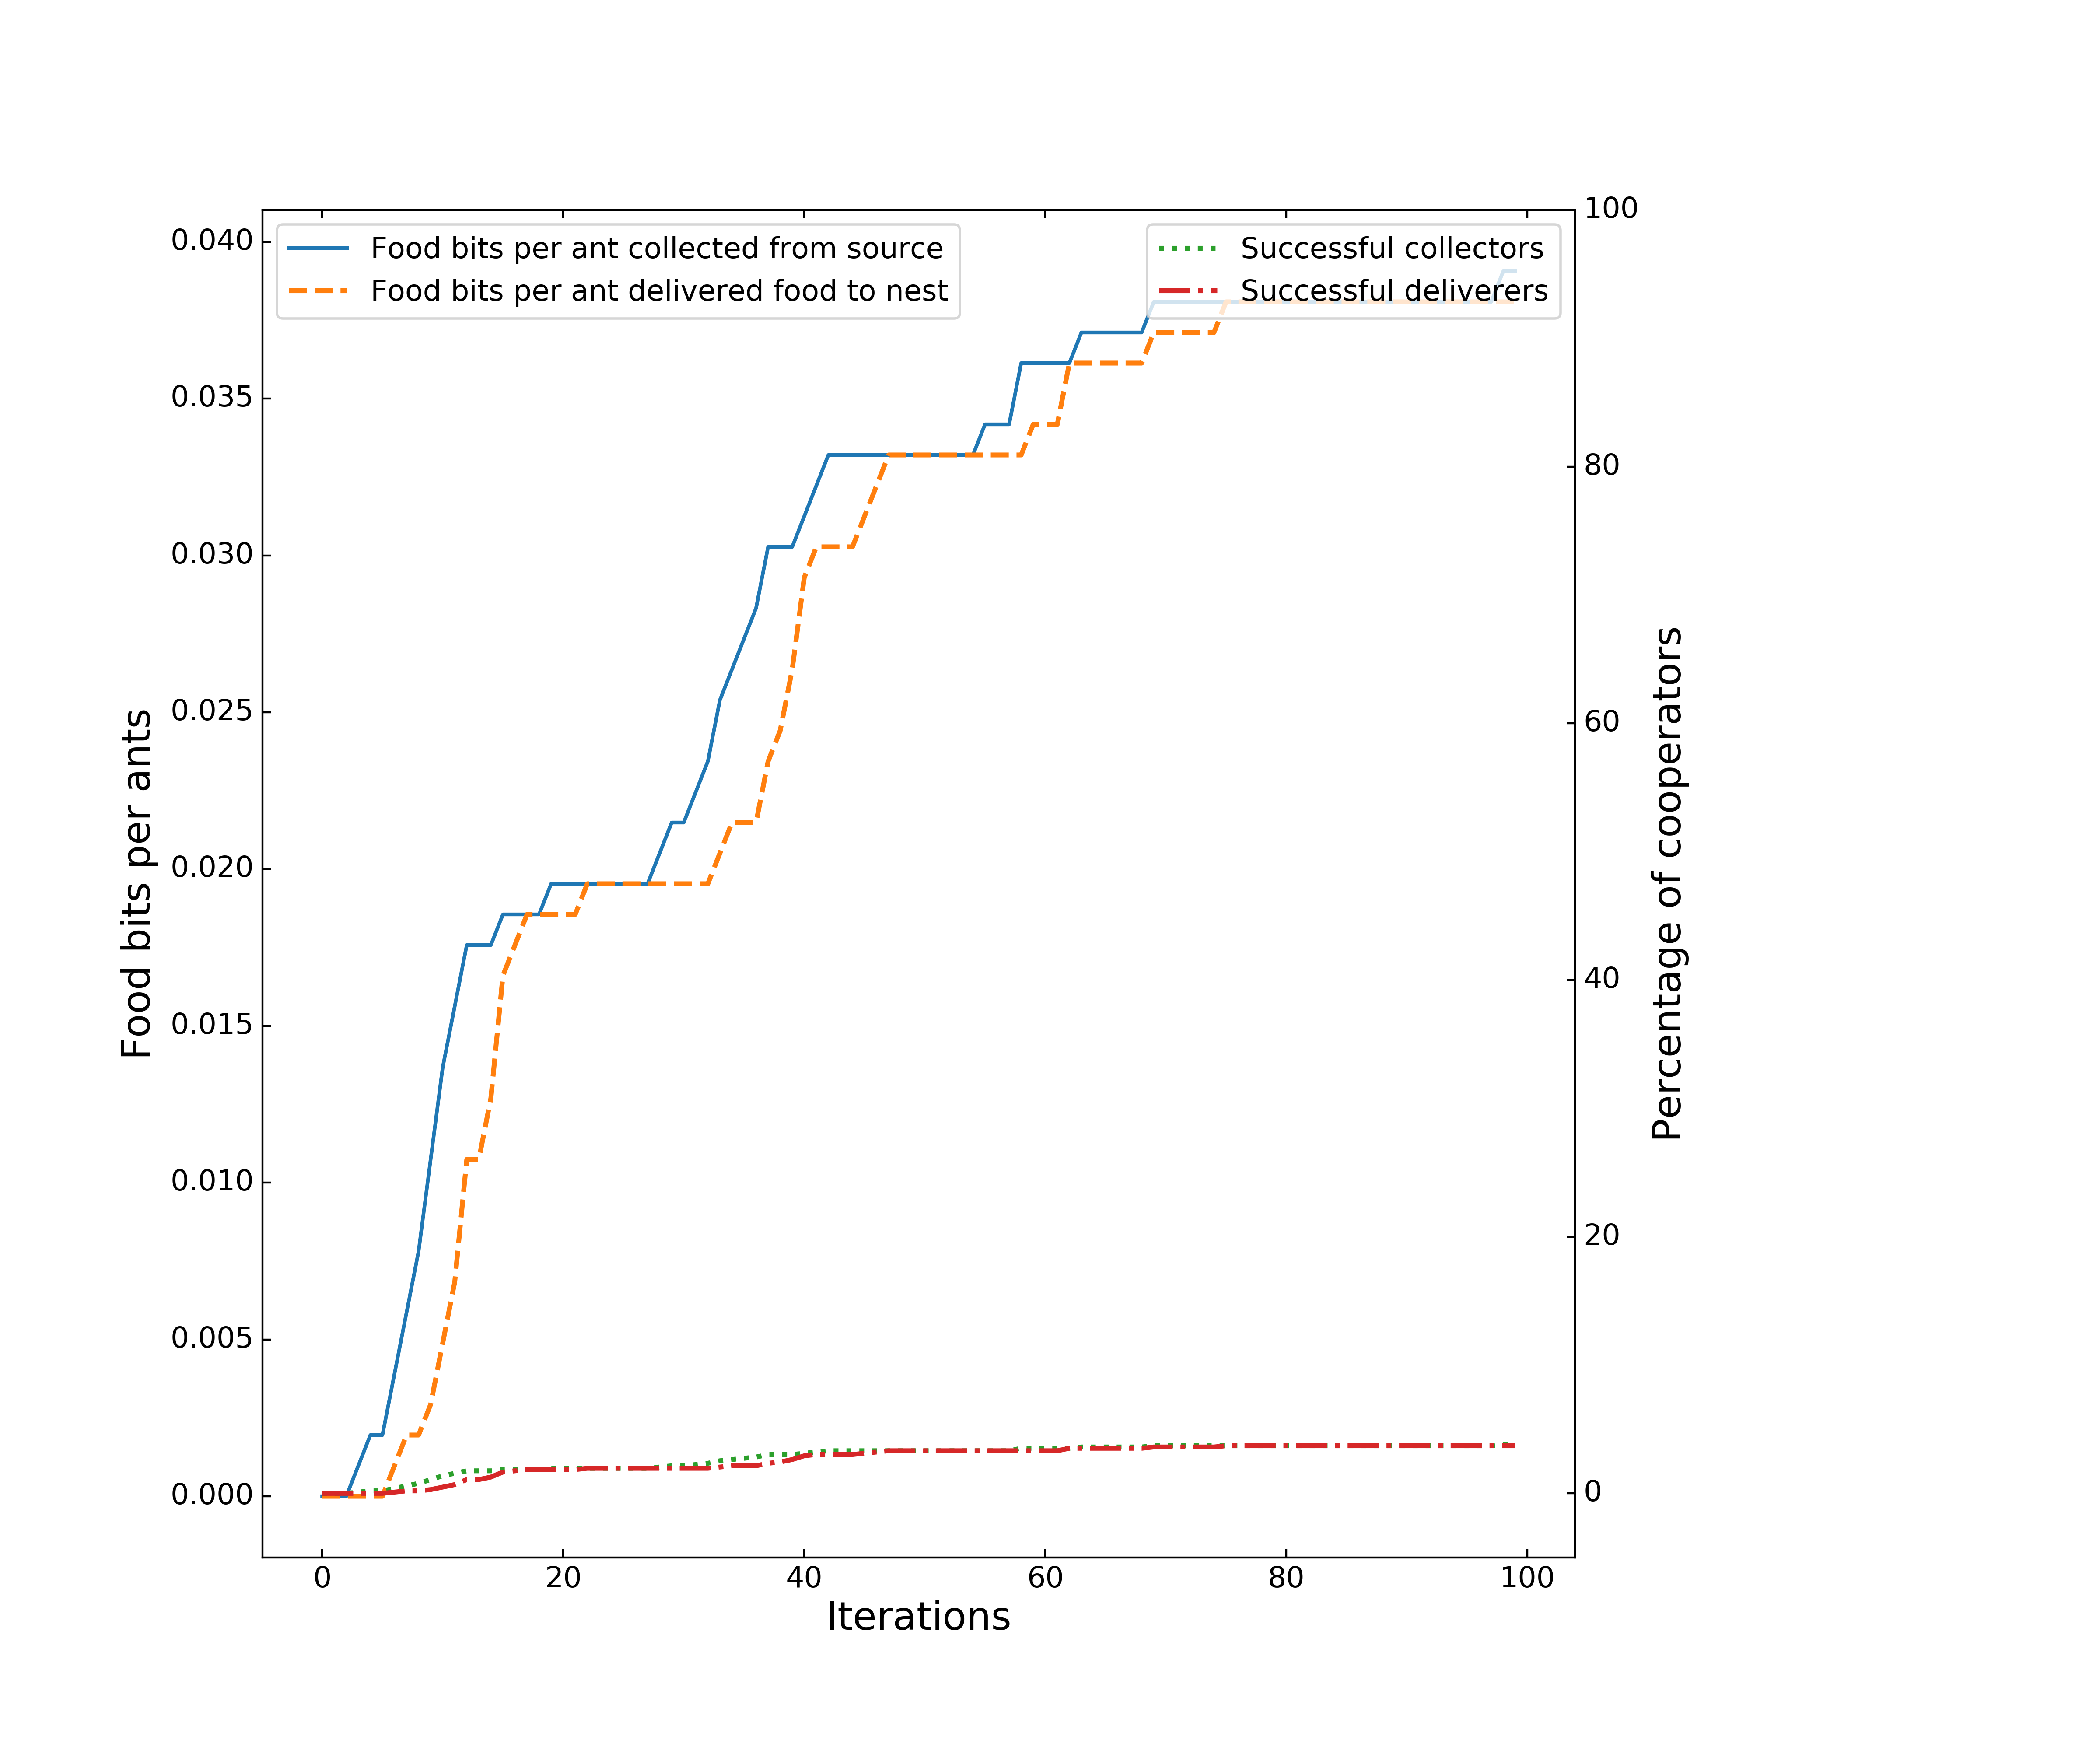 Food bits per ant collected from source
Food bits per ant delivered food to nest
Successful collectors
Successful deliverers
0.040
0.035
0.030
0.025
0.020
0.015
0.010
0.005
0.000
Food bits per ants
100
80
60
40
20
0
Percentage of cooperators
0 20 40 60 80 100
Iterations